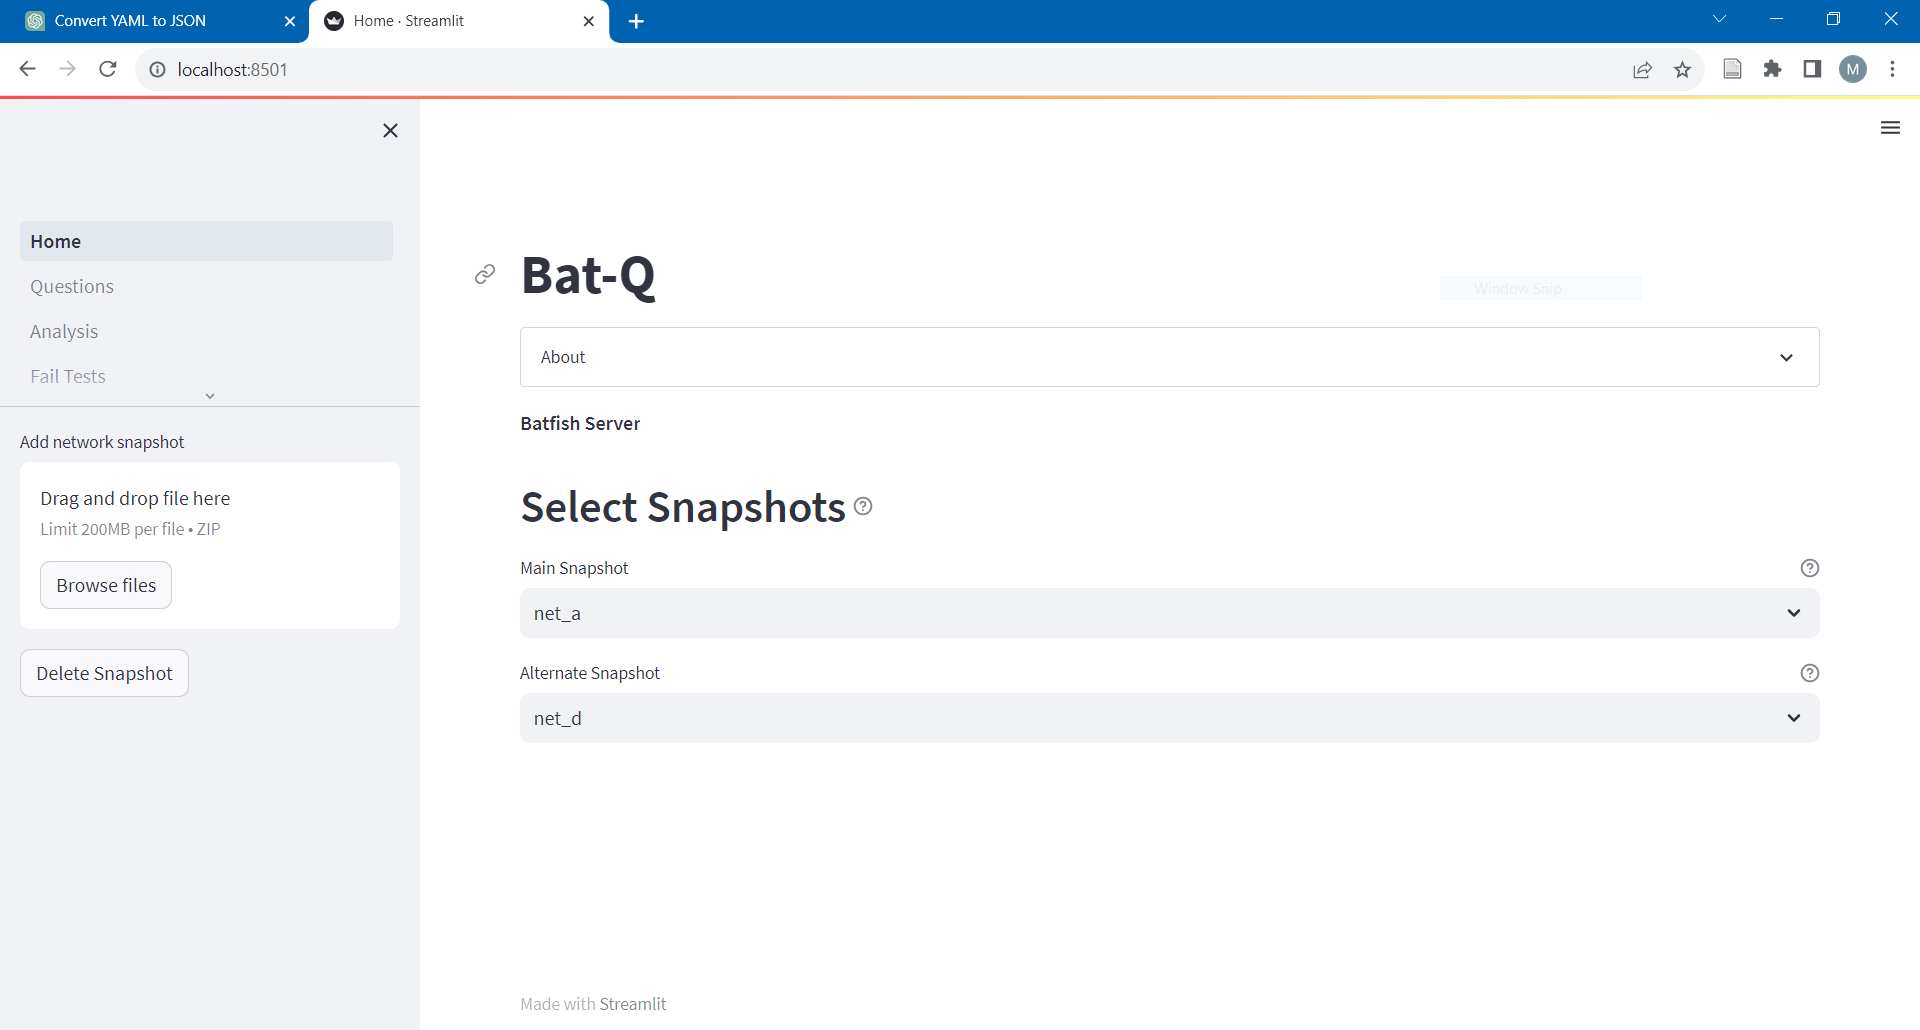 Convert YAML to JSON
Home · Streamlit
localhost:8501
M
Home
Questions
Analysis
Fail Tests
Add network snapshot
Drag and drop file here
Limit 200MB per file • ZIP
Browse files
Delete Snapshot
Bat-Q
Window Snip
About
Batfish Server
Select Snapshots
Main Snapshot
net_a
Alternate Snapshot
net_d
Made with Streamlit